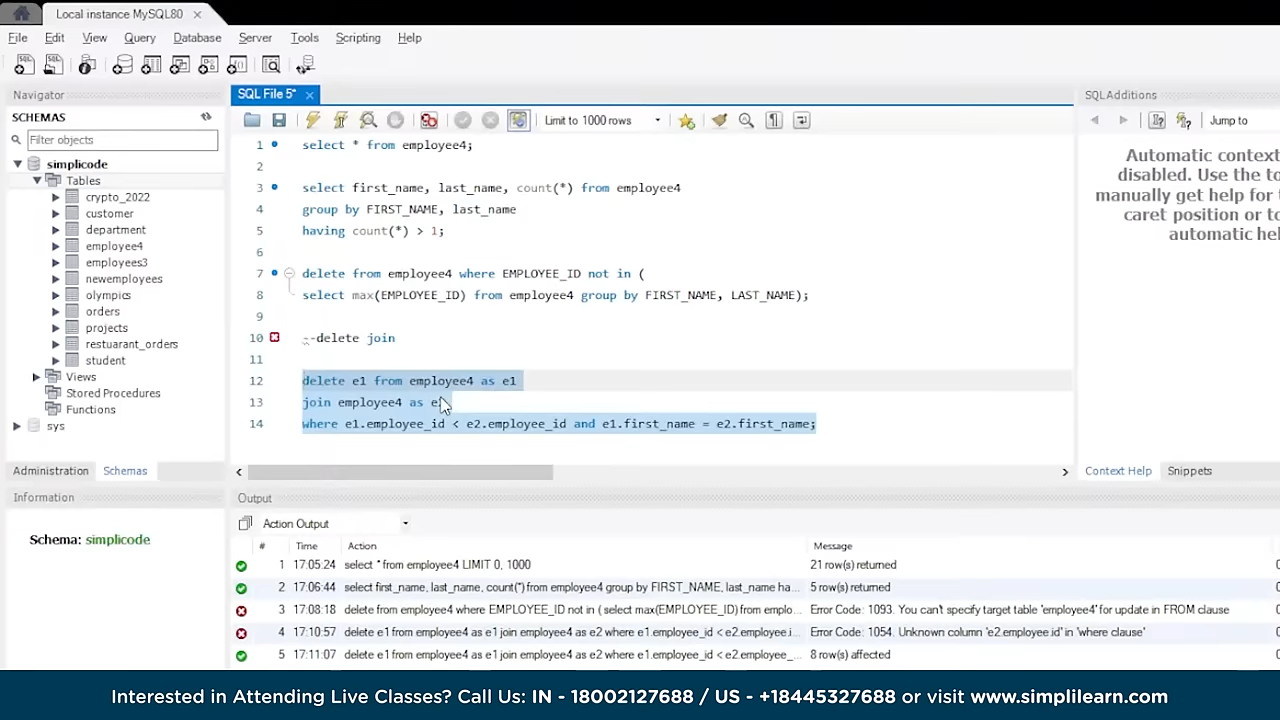 Local instance MySQL80 ×
File Edit View Query Database Server Tools Scripting Help
Navigator
SCHEMAS
Filter objects
simplicode
Tables
crypto_2022
customer
department
employee4
employees3
newemployees
olympics
orders
projects
restuarant_orders
student
Views
Stored Procedures
Functions
sys
Administration Schemas
Information
Schema: simplicode
SQL File 5* ×
Limit to 1000 rows
1 select * from employee4;
2
3 select first_name, last_name, count(*) from employee4
4 group by FIRST_NAME, last_name
5 having count(*) > 1;
6
7 delete from employee4 where EMPLOYEE_ID not in (
8 select max(EMPLOYEE_ID) from employee4 group by FIRST_NAME, LAST_NAME);
9
10 --delete join
11
12 delete e1 from employee4 as e1
13 join employee4 as
14 where e1.employee_id < e2.employee_id and e1.first_name = e2.first_name;
SQLAdditions
Jump to
Automatic context
disabled. Use the to
manually get help for t
caret position or to
automatic hel
Context Help Snippets
Output
Action Output
# Time Action Message
1 17:05:24 select * from employee4 LIMIT 0, 1000 21 row(s) returned
2 17:06:44 select first_name, last_name, count(*) from employee4 group by FIRST_NAME, last_name ha... 5 row(s) returned
3 17:08:18 delete from employee4 where EMPLOYEE_ID not in ( select max(EMPLOYEE_ID) from emplo... Error Code: 1093. You can't specify target table 'employee4' for update in FROM clause
4 17:10:57 delete e1 from employee4 as e1 join employee4 as e2 where e1.employee_id < e2.employee.i... Error Code: 1054. Unknown column 'e2.employee.id' in 'where clause'
5 17:11:07 delete e1 from employee4 as e1 join employee4 as e2 where e1.employee_id < e2.employee_... 8 row(s) affected
Interested in Attending Live Classes? Call Us: IN - 18002127688 / US - +18445327688 or visit www.simplilearn.com